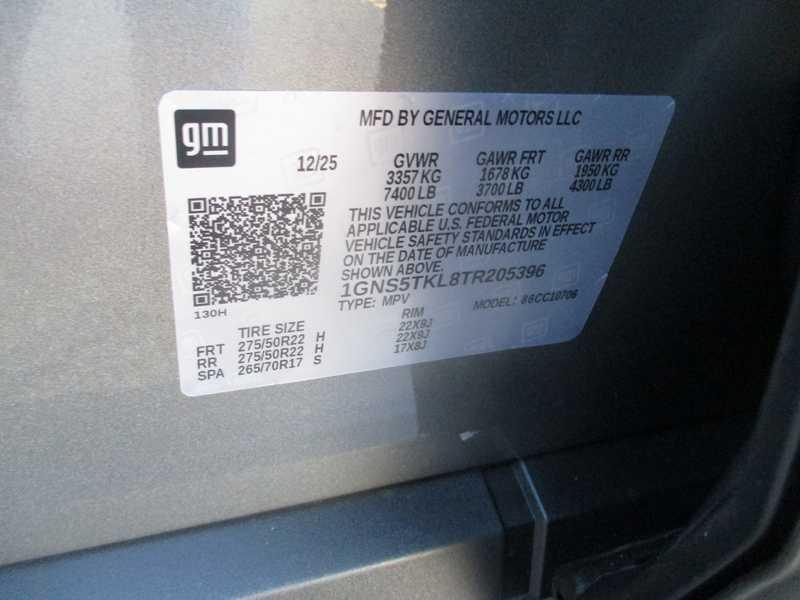 gm
MFD BY GENERAL MOTORS LLC
12/25 GVWR GAWR FRT GAWR RR
3357 KG 1678 KG 1950 KG
7400 LB 3700 LB 4300 LB
THIS VEHICLE CONFORMS TO ALL
APPLICABLE U.S. FEDERAL MOTOR
VEHICLE SAFETY STANDARDS IN EFFECT
ON THE DATE OF MANUFACTURE
SHOWN ABOVE.
1GNS5TKL8TR205396
TYPE: MPV MODEL: 86CC10706
130H
TIRE SIZE RIM
FRT 275/50R22 H 22X9J
RR 275/50R22 H 22X9J
SPA 265/70R17 S 17X8J